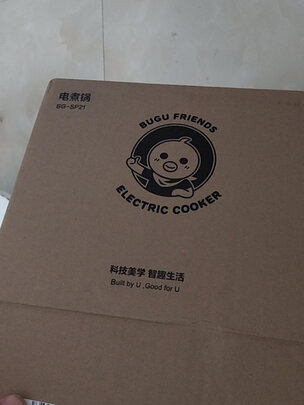 电煮锅
BG-SP21
BUGU FRIENDS
ELECTRIC COOKER
科技美学 智趣生活
Built by U ,Good for U